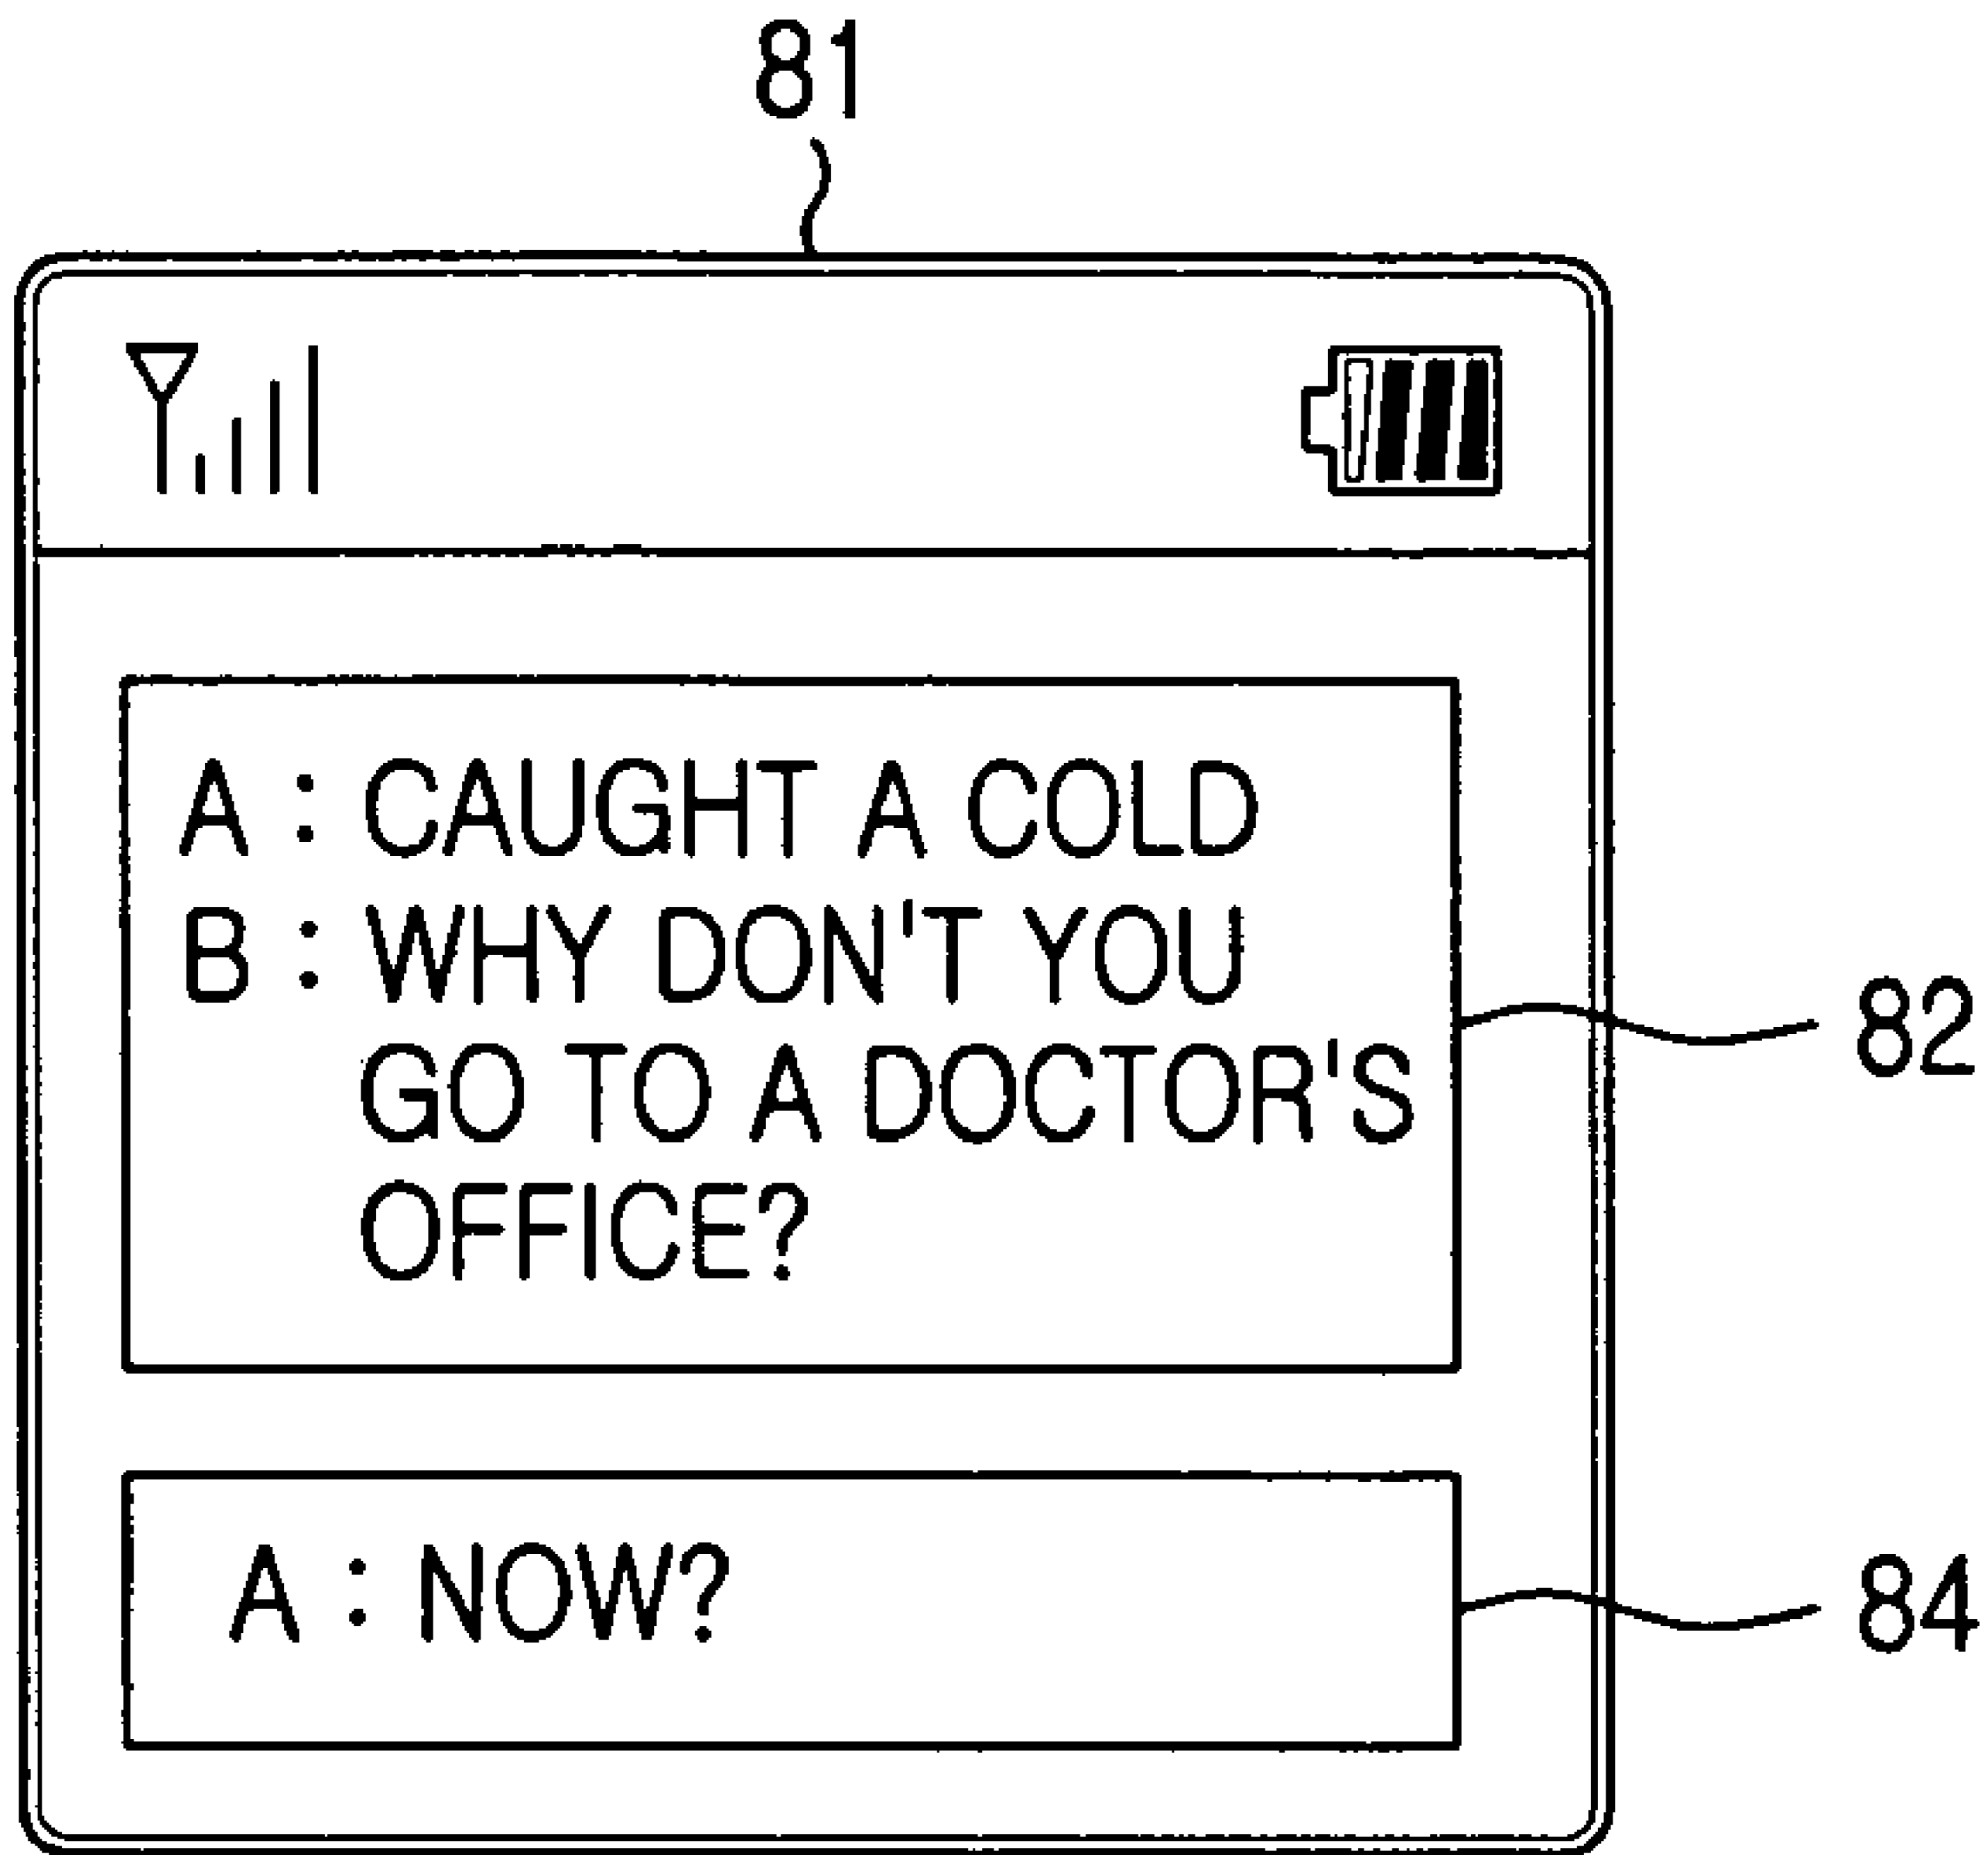 81
A : CAUGHT A COLD
B : WHY DON'T YOU
GO TO A DOCTOR'S
OFFICE?
82
A : NOW?
84